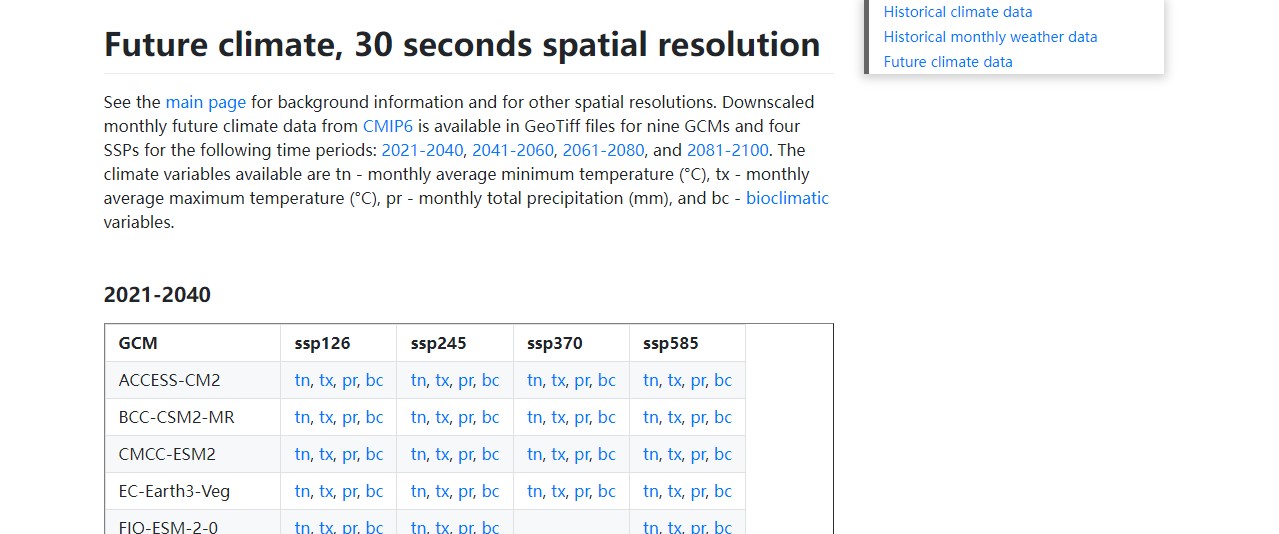 Future climate, 30 seconds spatial resolution
See the main page for background information and for other spatial resolutions. Downscaled
monthly future climate data from CMIP6 is available in GeoTiff files for nine GCMs and four
SSPs for the following time periods: 2021-2040, 2041-2060, 2061-2080, and 2081-2100. The
climate variables available are tn - monthly average minimum temperature (°C), tx - monthly
average maximum temperature (°C), pr - monthly total precipitation (mm), and bc - bioclimatic
variables.
2021-2040
GCM ssp126 ssp245 ssp370 ssp585
ACCESS-CM2 tn, tx, pr, bc tn, tx, pr, bc tn, tx, pr, bc tn, tx, pr, bc
BCC-CSM2-MR tn, tx, pr, bc tn, tx, pr, bc tn, tx, pr, bc tn, tx, pr, bc
CMCC-ESM2 tn, tx, pr, bc tn, tx, pr, bc tn, tx, pr, bc tn, tx, pr, bc
EC-Earth3-Veg tn, tx, pr, bc tn, tx, pr, bc tn, tx, pr, bc tn, tx, pr, bc
FIO-ESM-2-0 tn, tx, pr, bc tn, tx, pr, bc tn, tx, pr, bc
Historical climate data
Historical monthly weather data
Future climate data